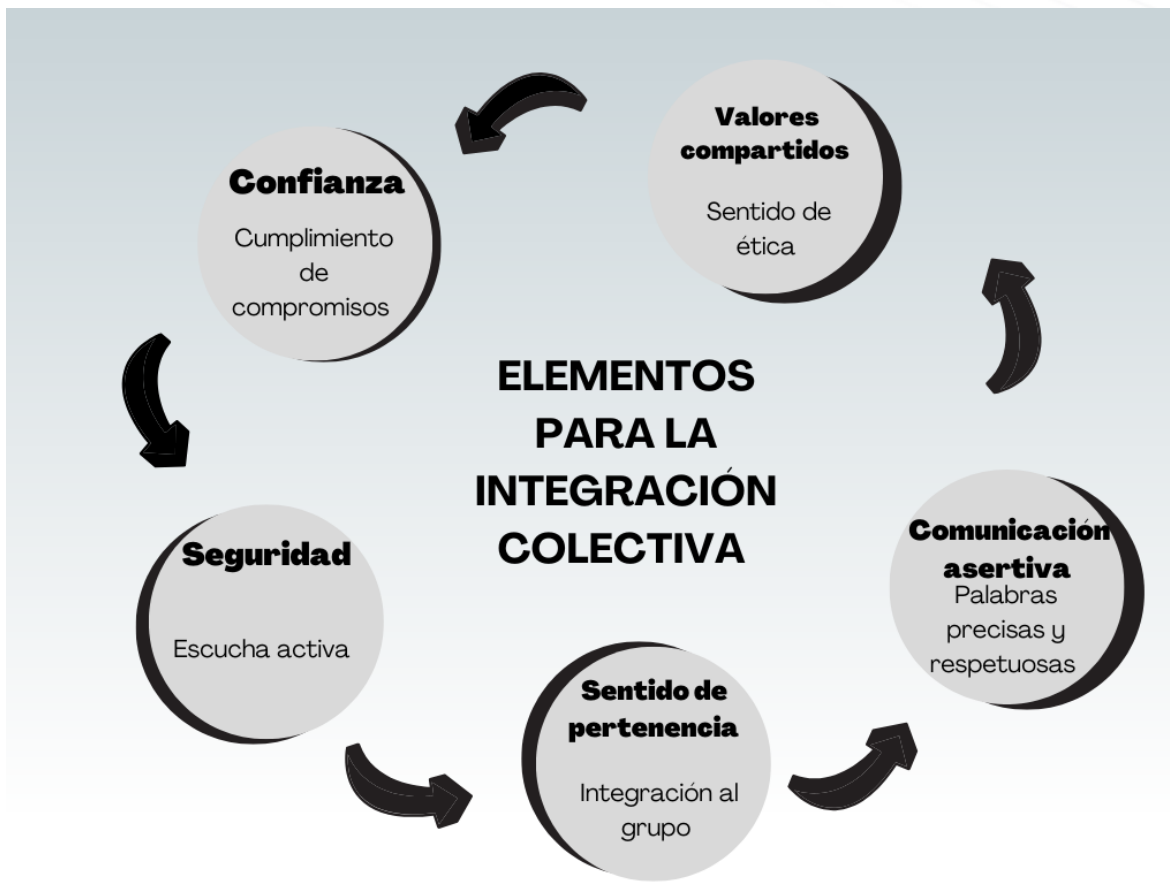 Valores
compartidos
Sentido de
ética
Confianza
Cumplimiento
de
compromisos
ELEMENTOS
PARA LA
INTEGRACIÓN
COLECTIVA
Seguridad
Escucha activa
Sentido de
pertenencia
Integración al
grupo
Comunicación
asertiva
Palabras
precisas y
respetuosas